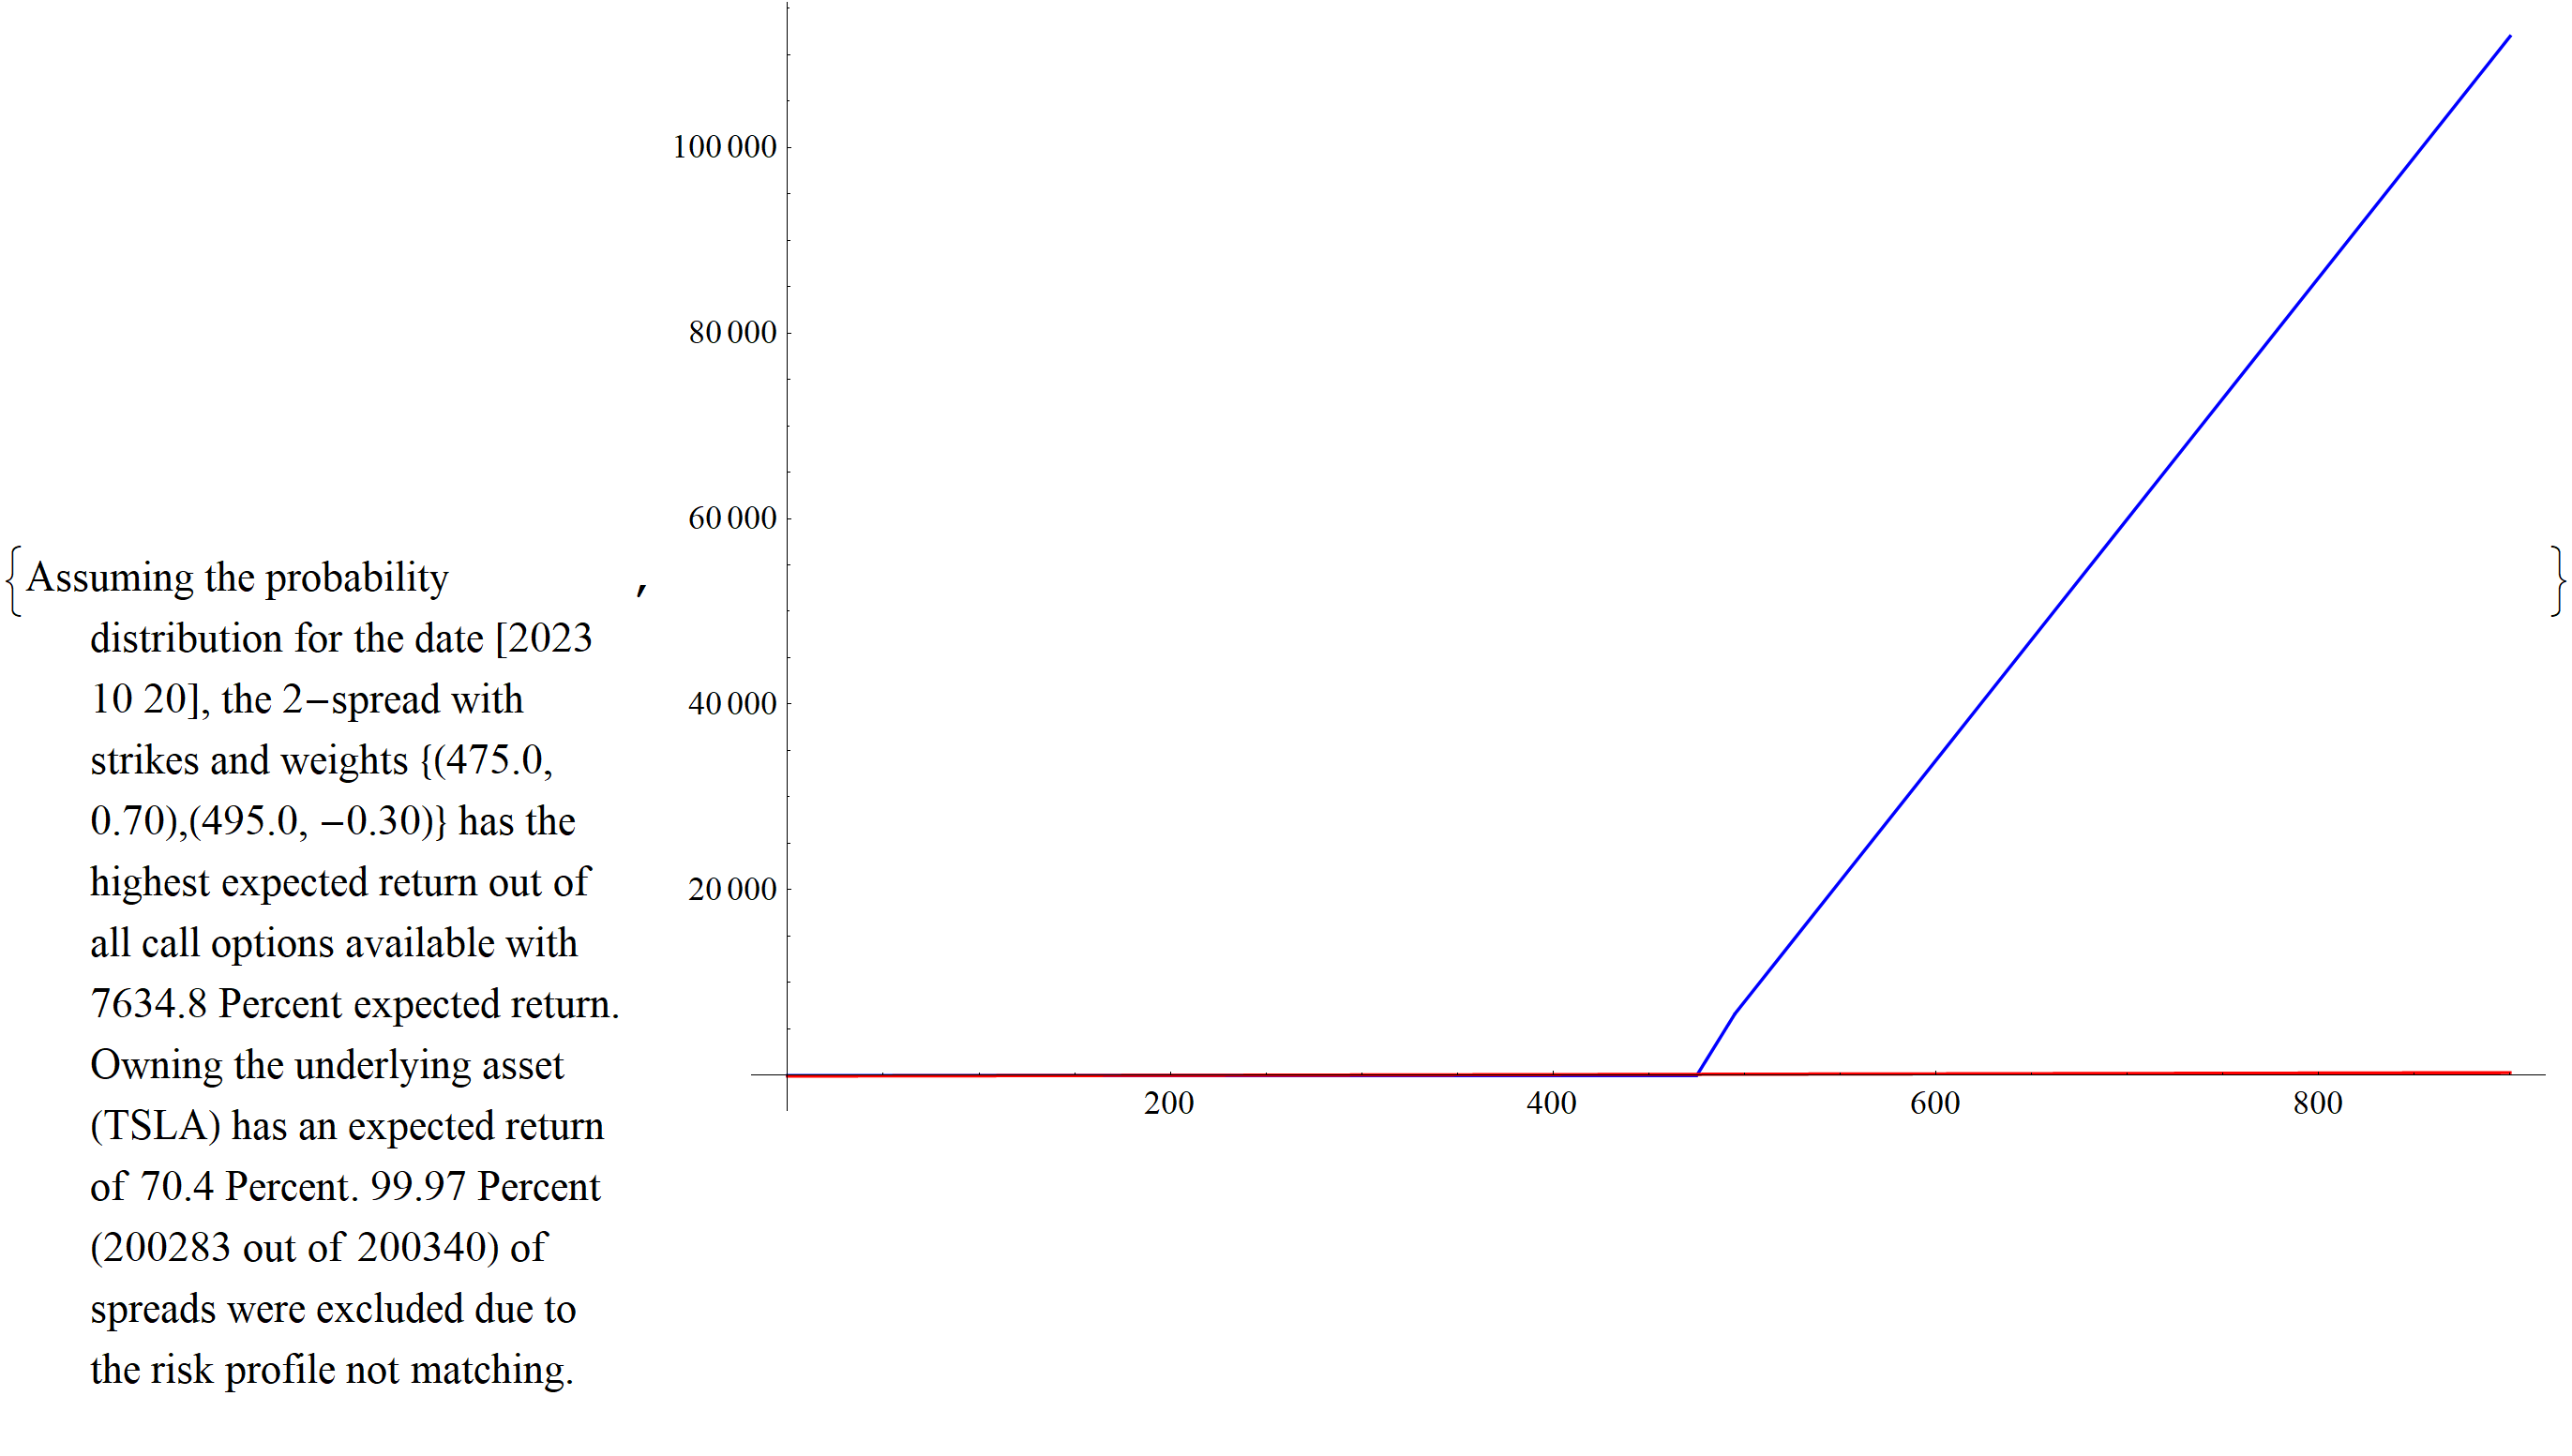 100 000
80 000
60 000
40 000
20 000
200 400 600 800
{Assuming the probability ,
distribution for the date [2023
10 20], the 2−spread with
strikes and weights {(475.0,
0.70),(495.0, −0.30)} has the
highest expected return out of
all call options available with
7634.8 Percent expected return.
Owning the underlying asset
(TSLA) has an expected return
of 70.4 Percent. 99.97 Percent
(200283 out of 200340) of
spreads were excluded due to
the risk profile not matching.
}